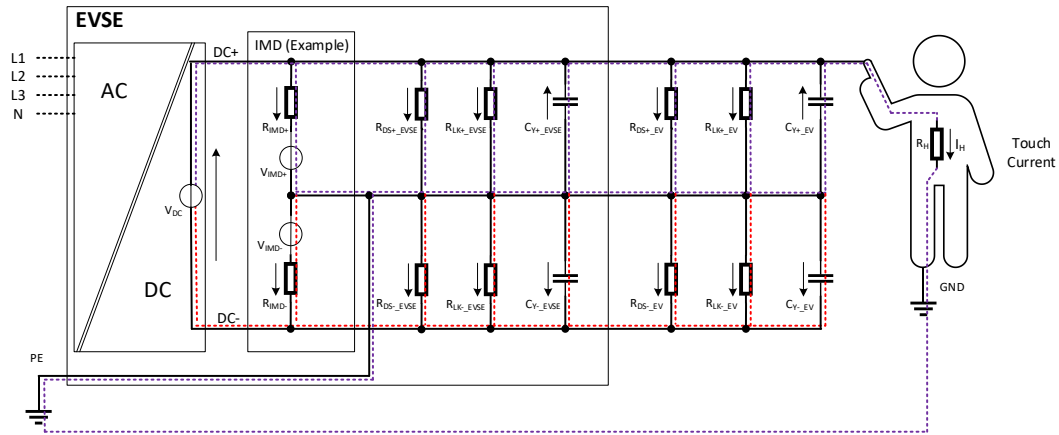 EVSE
IMD (Example)
DC+
L1
L2
L3
N
AC
RIMD+
RDS+_EVSE
RLK+_EVSE
CY+_EVSE
RDS+_EV
RLK+_EV
CY+_EV
RH
IH
Touch
Current
VIMD+
VDC
VIMD-
RIMD-
RDS-_EVSE
RLK-_EVSE
CY-_EVSE
RDS-_EV
RLK-_EV
CY-_EV
DC
GND
DC-
PE